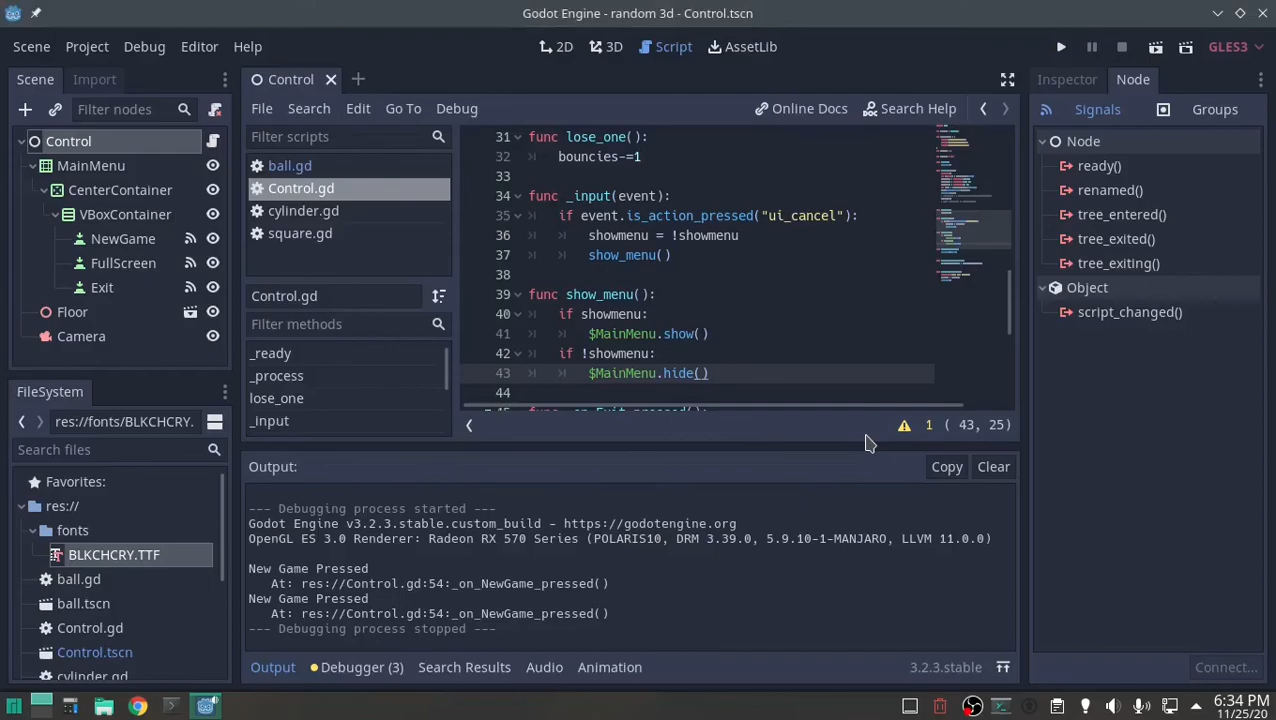 Godot Engine - random 3d - Control.tscn
Scene Project Debug Editor Help
2D 3D Script AssetLib
GLES3
Scene Import
Filter nodes
Control
MainMenu
CenterContainer
VBoxContainer
NewGame
FullScreen
Exit
Floor
Camera
FileSystem
res://fonts/BLKCHCRY.
Search files
Favorites:
res://
fonts
BLKCHCRY.TTF
ball.gd
ball.tscn
Control.gd
Control.tscn
cylinder.gd
Control
File Search Edit Go To Debug
Online Docs Search Help
Filter scripts
ball.gd
Control.gd
cylinder.gd
square.gd
Control.gd
Filter methods
_ready
_process
lose_one
_input
31 func lose_one():
32 bouncies-=1
33
34 func _input(event):
35 if event.is_action_pressed("ui_cancel"):
36 showmenu = !showmenu
37 show_menu()
38
39 func show_menu():
40 if showmenu:
41 $MainMenu.show()
42 if !showmenu:
43 $MainMenu.hide()
44
45 func _on_Exit_pressed():
1 ( 43, 25)
Output:
Copy Clear
--- Debugging process started ---
Godot Engine v3.2.3.stable.custom_build - https://godotengine.org
OpenGL ES 3.0 Renderer: Radeon RX 570 Series (POLARIS10, DRM 3.39.0, 5.9.10-1-MANJARO, LLVM 11.0.0)
New Game Pressed
At: res://Control.gd:54:_on_NewGame_pressed()
New Game Pressed
At: res://Control.gd:54:_on_NewGame_pressed()
--- Debugging process stopped ---
Output Debugger (3) Search Results Audio Animation
3.2.3.stable
Inspector Node
Signals Groups
Node
ready()
renamed()
tree_entered()
tree_exited()
tree_exiting()
Object
script_changed()
Connect...
6:34 PM
11/25/20